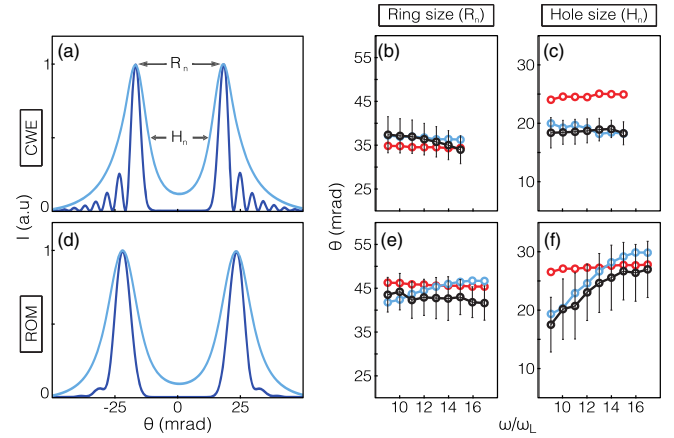 Ring size (Rn)
Hole size (Hn)
(a)
(b)
(c)
1
Rn
Hn
CWE
0
55
45
35
25
30
20
10
I (a.u)
θ (mrad)
(d)
(e)
(f)
1
ROM
0
55
45
35
20
30
20
10
0
-25
0
25
10
12
14
16
10
12
14
16
θ (mrad)
ω/ωL